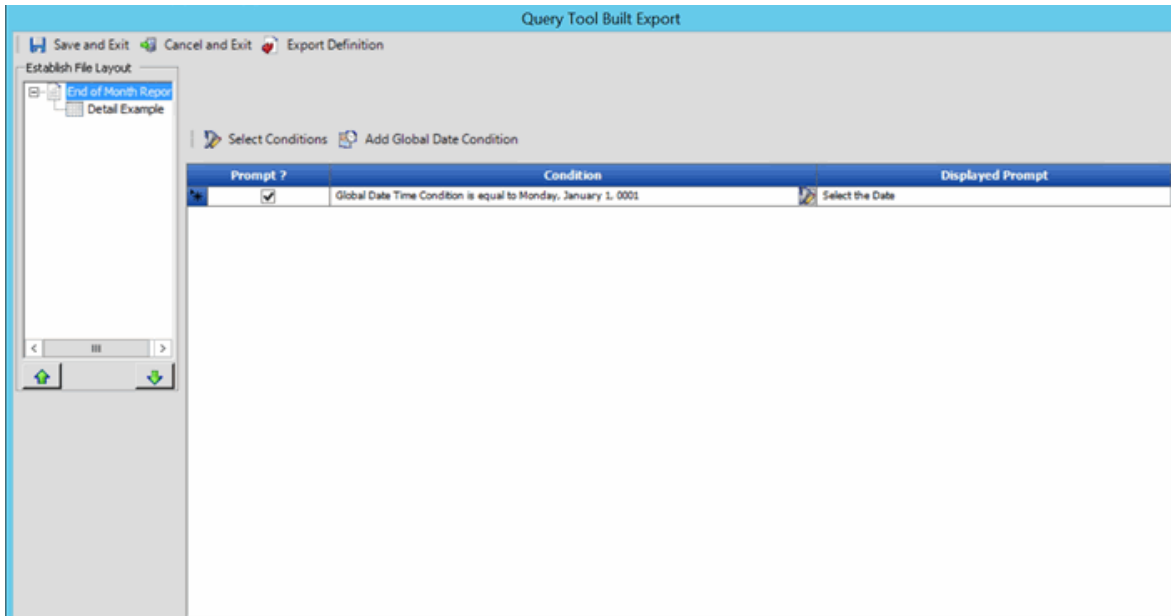 Query Tool Built Export
Save and Exit Cancel and Exit Export Definition
Establish File Layout
End of Month Repor
Detail Example
Select Conditions Add Global Date Condition
Prompt ? Condition Displayed Prompt
Global Date Time Condition is equal to Monday, January 1, 0001 Select the Date